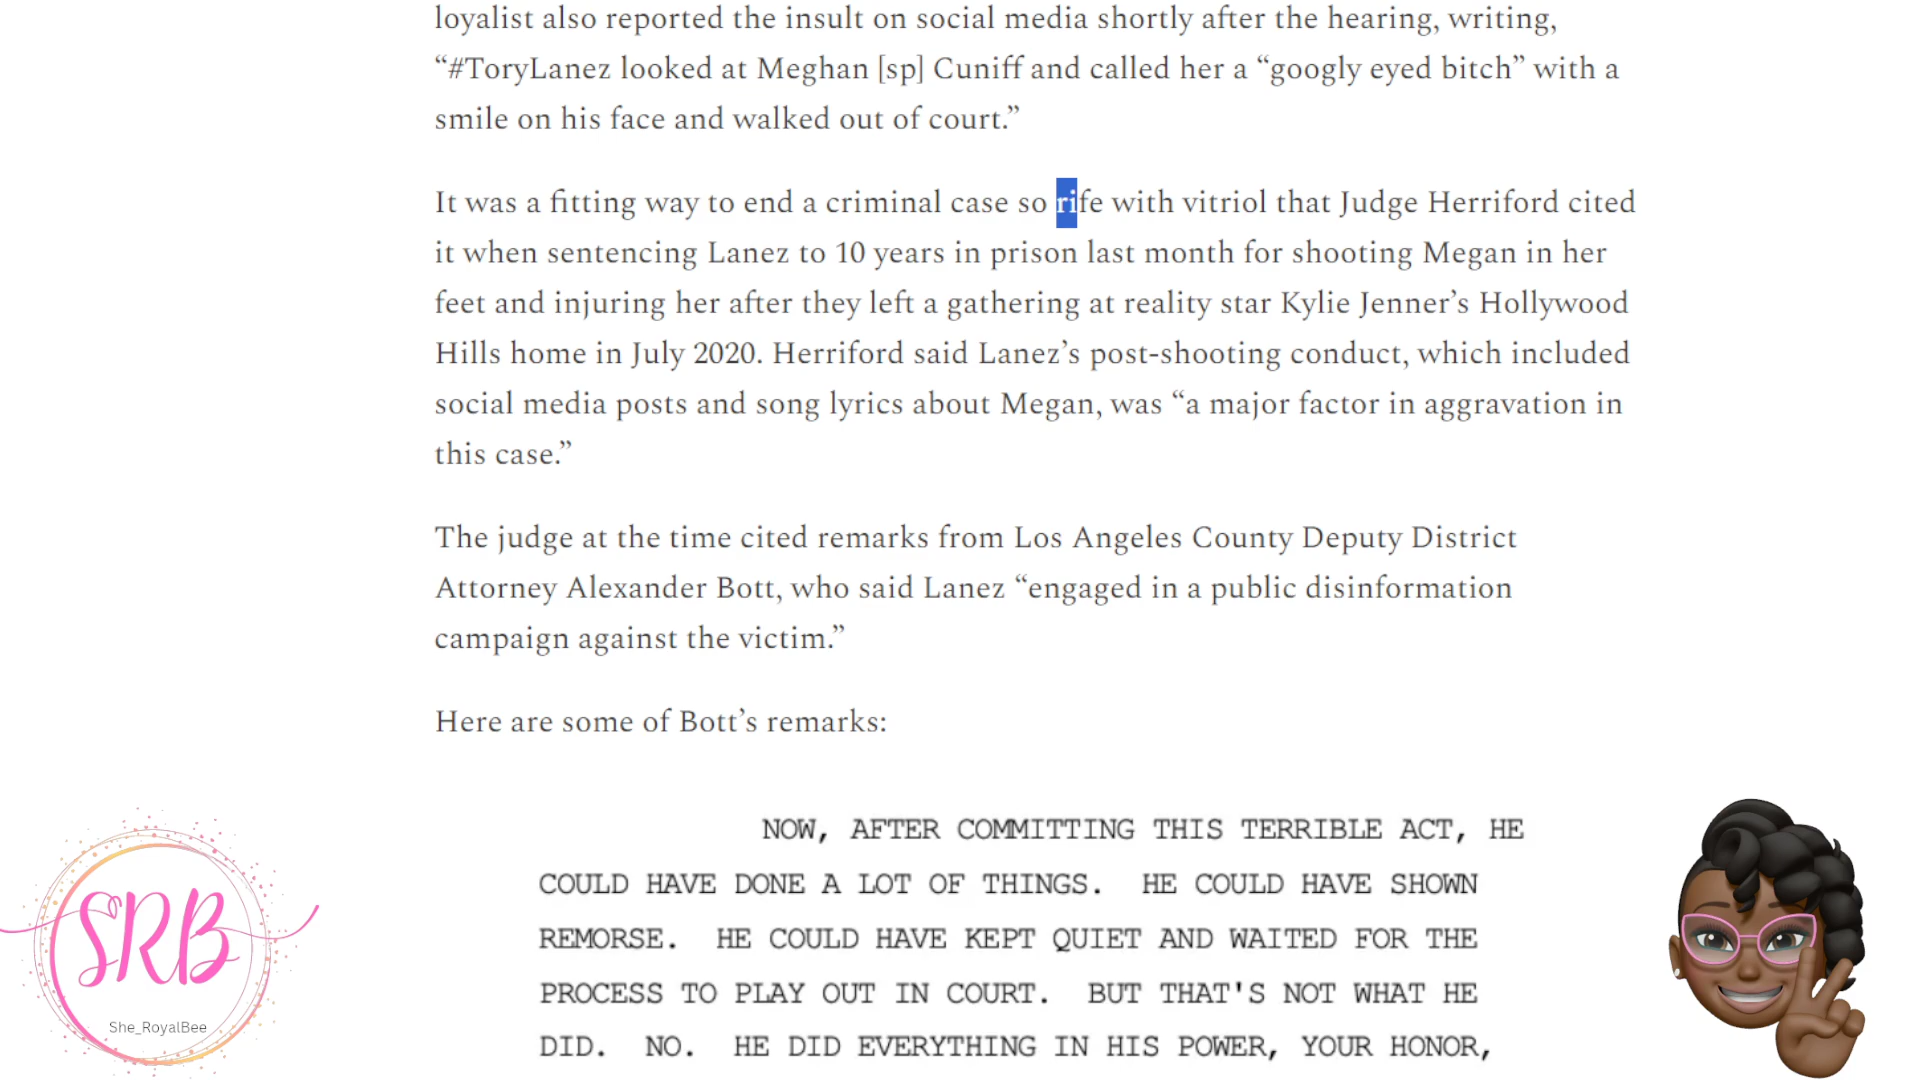 loyalist also reported the insult on social media shortly after the hearing, writing,
“#ToryLanez looked at Meghan [sp] Cuniff and called her a “googly eyed bitch” with a
smile on his face and walked out of court.”
It was a fitting way to end a criminal case so rife with vitriol that Judge Herriford cited
it when sentencing Lanez to 10 years in prison last month for shooting Megan in her
feet and injuring her after they left a gathering at reality star Kylie Jenner’s Hollywood
Hills home in July 2020. Herriford said Lanez’s post-shooting conduct, which included
social media posts and song lyrics about Megan, was “a major factor in aggravation in
this case.”
The judge at the time cited remarks from Los Angeles County Deputy District
Attorney Alexander Bott, who said Lanez “engaged in a public disinformation
campaign against the victim.”
Here are some of Bott’s remarks:
NOW, AFTER COMMITTING THIS TERRIBLE ACT, HE
COULD HAVE DONE A LOT OF THINGS. HE COULD HAVE SHOWN
REMORSE. HE COULD HAVE KEPT QUIET AND WAITED FOR THE
PROCESS TO PLAY OUT IN COURT. BUT THAT'S NOT WHAT HE
DID. NO. HE DID EVERYTHING IN HIS POWER, YOUR HONOR,
SRB
She_RoyalBee